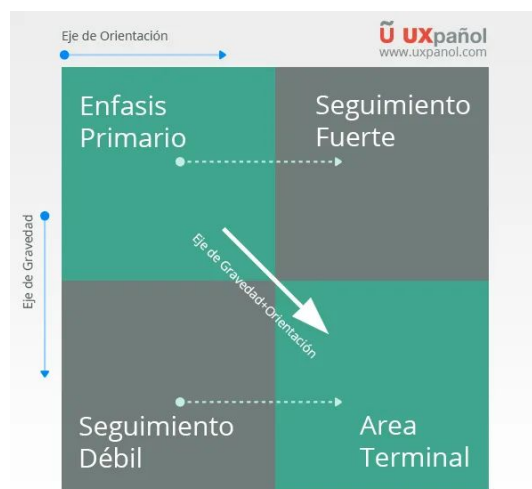 Eje de Orientación
Ũ UXpañol
www.uxpanol.com
Enfasis
Primario
Seguimiento
Fuerte
Eje de Gravedad
Eje de Gravedad+Orientación
Seguimiento
Débil
Area
Terminal